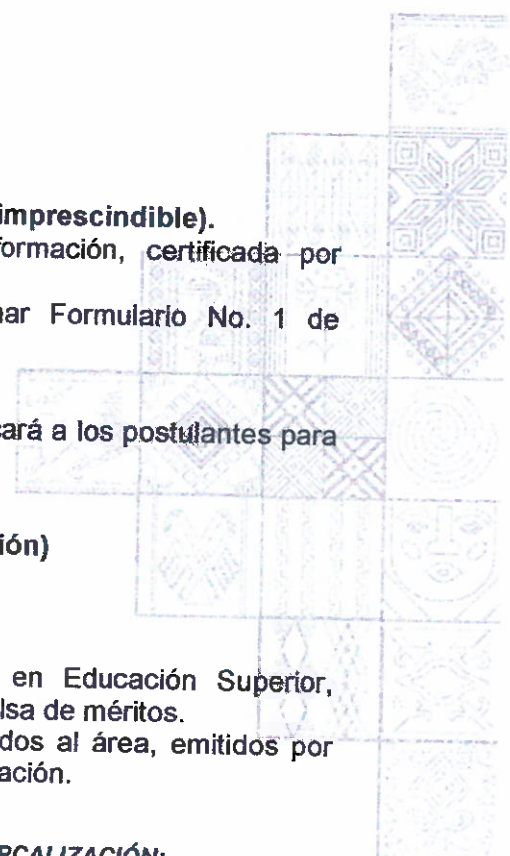 imprescindible).
formación, certificada por
nar Formulario No. 1 de
cará a los postulantes para
ión)
en Educación Superior,
lsa de méritos.
dos al área, emitidos por
ación.
RCALIZACIÓN: